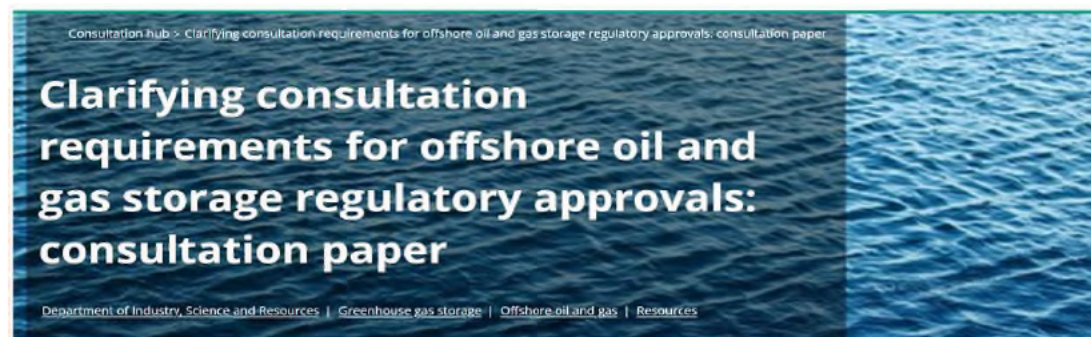 Consultation hub > Clarifying consultation requirements for offshore oil and gas storage regulatory approvals: consultation paper
Clarifying consultation
requirements for offshore oil and
gas storage regulatory approvals:
consultation paper
Department of Industry, Science and Resources | Greenhouse gas storage | Offshore oil and gas | Resources